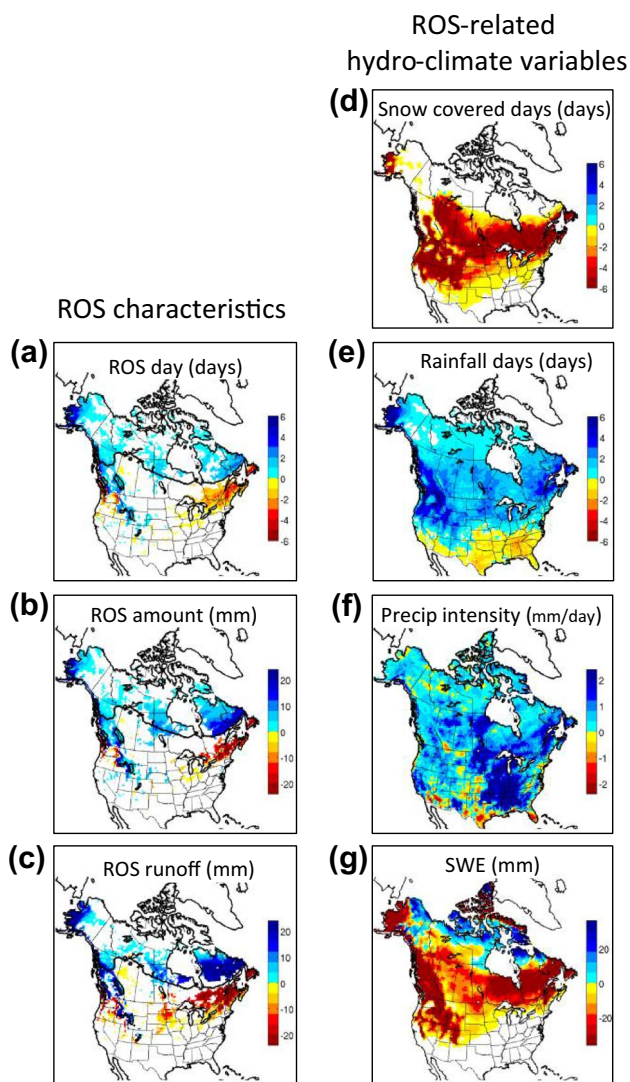 ROS-related
hydro-climate variables
(d)
Snow covered days (days)
6
4
2
0
-2
-4
-6
ROS characteristics
(a)
ROS day (days)
6
4
2
0
-2
-4
-6
(e)
Rainfall days (days)
6
4
2
0
-2
-4
-6
(b)
ROS amount (mm)
20
10
0
-10
-20
(f)
Precip intensity (mm/day)
2
1
0
-1
-2
(c)
ROS runoff (mm)
20
10
0
-10
-20
(g)
SWE (mm)
20
0
-20